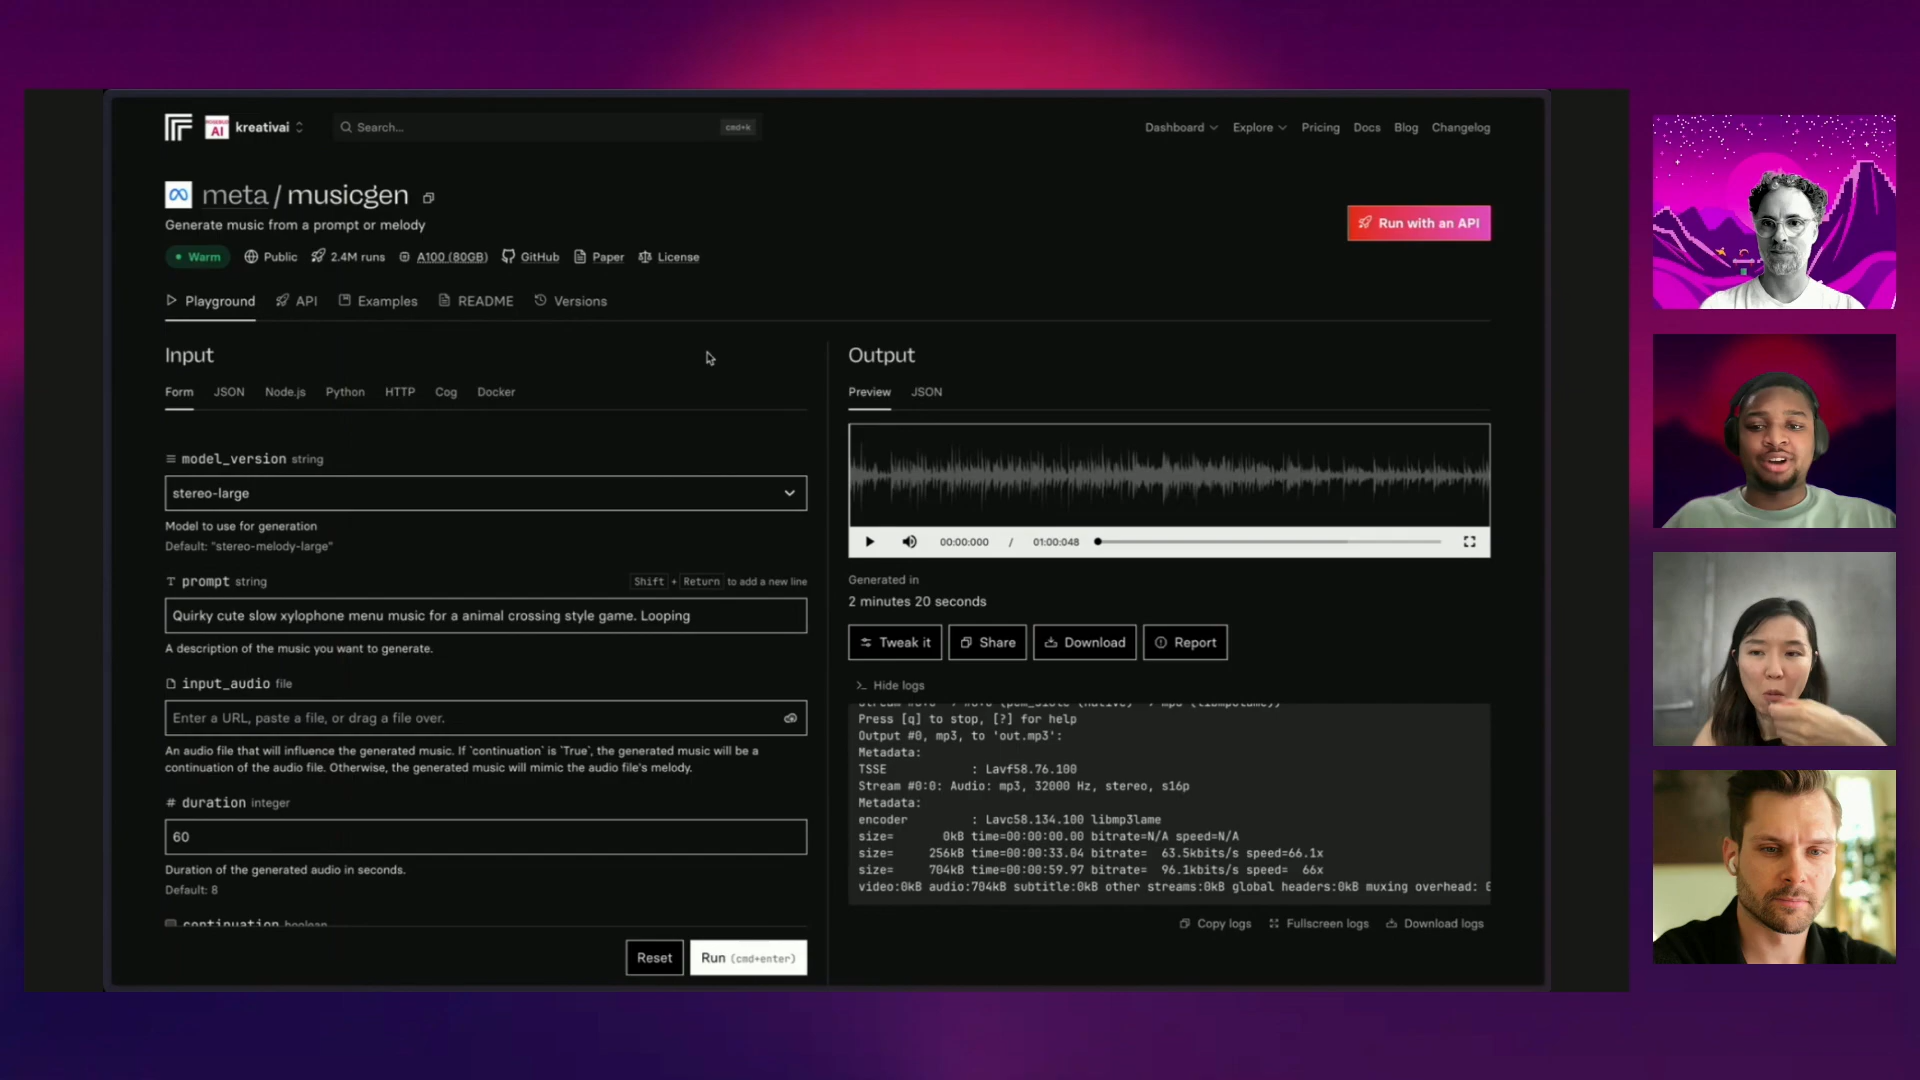 AI kreativai
Search...
cmd+k
Dashboard
Explore
Pricing
Docs
Blog
Changelog
meta / musicgen
Generate music from a prompt or melody
Run with an API
Warm
Public
2.4M runs
A100 (80GB)
GitHub
Paper
License
Playground
API
Examples
README
Versions
Input
Form
JSON
Node.js
Python
HTTP
Cog
Docker
model_version string
stereo-large
Model to use for generation
Default: "stereo-melody-large"
T prompt string
Shift + Return to add a new line
Quirky cute slow xylophone menu music for a animal crossing style game. Looping
A description of the music you want to generate.
input_audio file
Enter a URL, paste a file, or drag a file over.
An audio file that will influence the generated music. If `continuation` is `True`, the generated music will be a
continuation of the audio file. Otherwise, the generated music will mimic the audio file's melody.
# duration integer
60
Duration of the generated audio in seconds.
Default: 8
continuation boolean
Reset
Run (cmd+enter)
Output
Preview
JSON
00:00:000 / 01:00:048
Generated in
2 minutes 20 seconds
Tweak it
Share
Download
Report
>_ Hide logs
Press [q] to stop, [?] for help
Output #0, mp3, to 'out.mp3':
Metadata:
TSSE : Lavf58.76.100
Stream #0:0: Audio: mp3, 32000 Hz, stereo, s16p
Metadata:
encoder : Lavc58.134.100 libmp3lame
size= 0kB time=00:00:00.00 bitrate=N/A speed=N/A
size= 256kB time=00:00:33.04 bitrate= 63.5kbits/s speed=66.1x
size= 704kB time=00:00:59.97 bitrate= 96.1kbits/s speed= 66x
video:0kB audio:704kB subtitle:0kB other streams:0kB global headers:0kB muxing overhead:
Copy logs
Fullscreen logs
Download logs